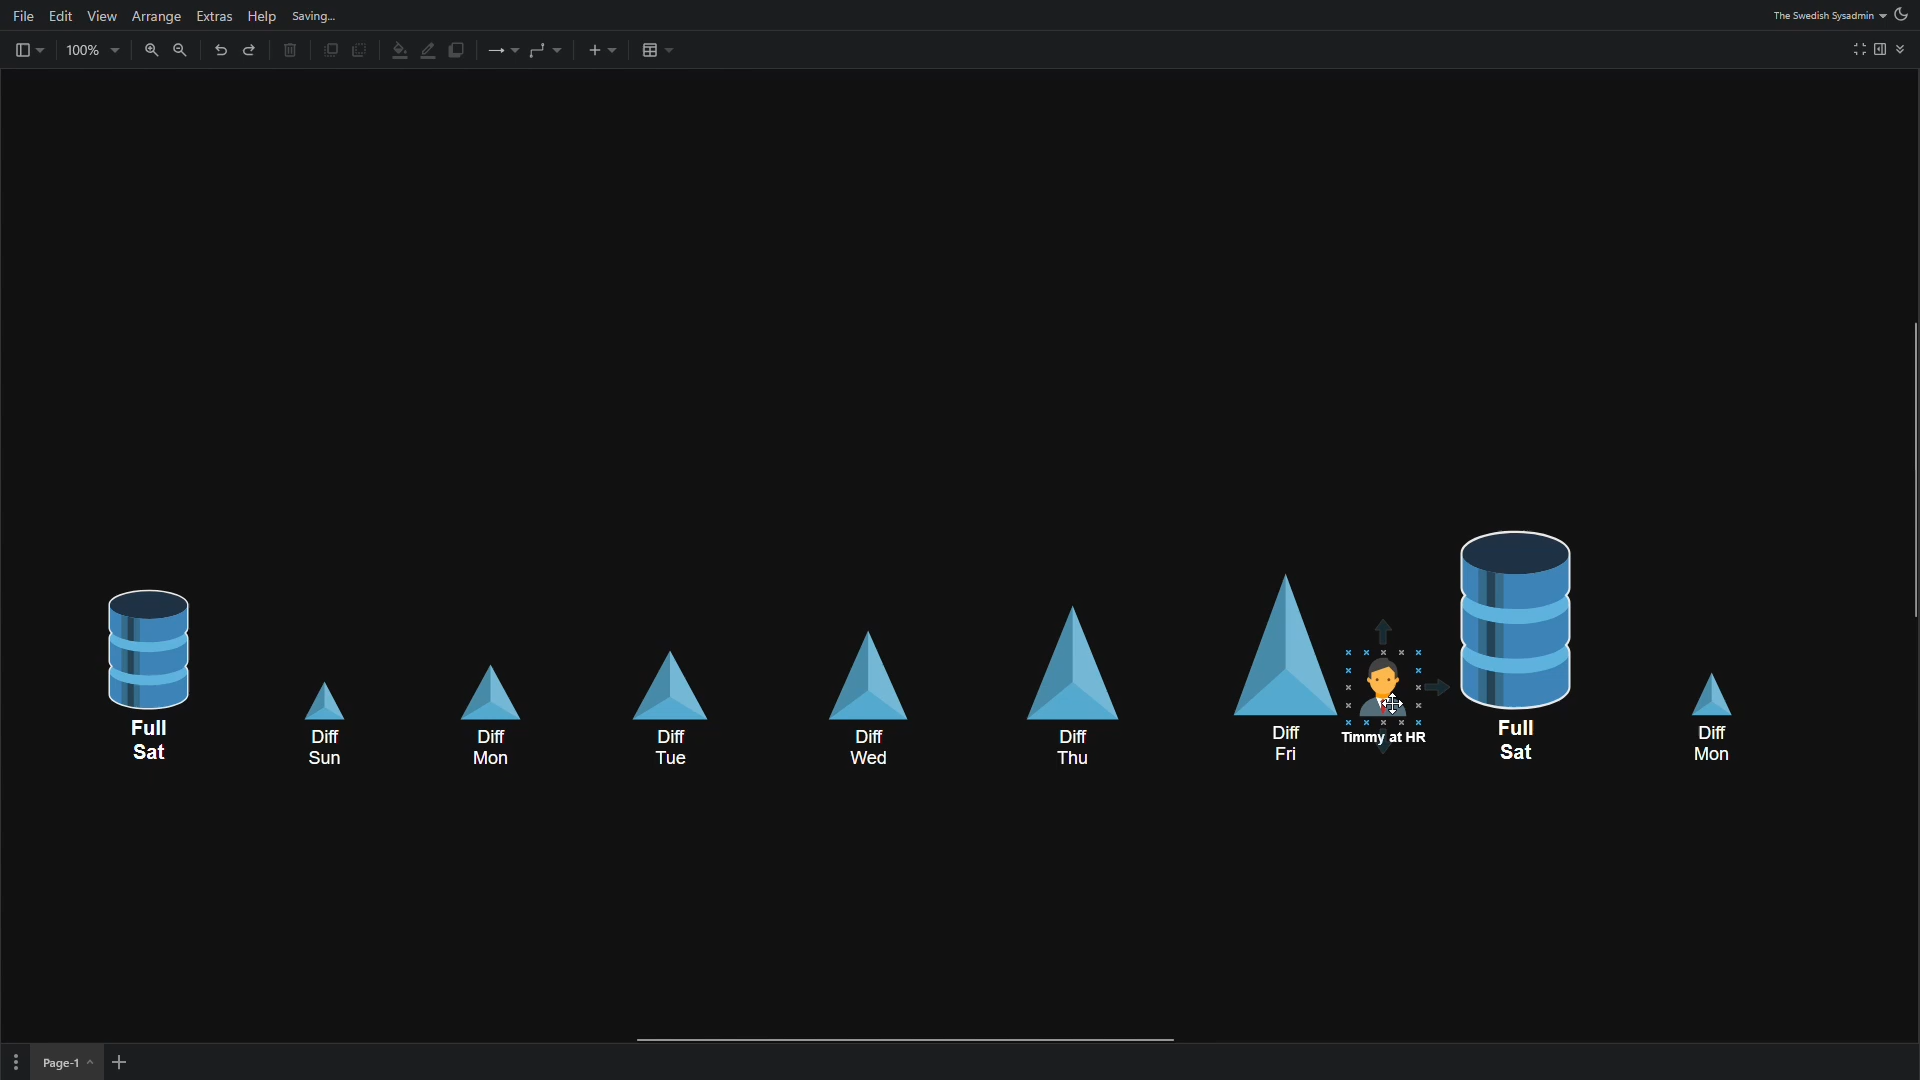 File Edit View Arrange Extras Help Saving...
The Swedish Sysadmin
100%
Full
Sat
Diff
Sun
Diff
Mon
Diff
Tue
Diff
Wed
Diff
Thu
Diff
Fri
Timmy at HR
Full
Sat
Diff
Mon
Page-1